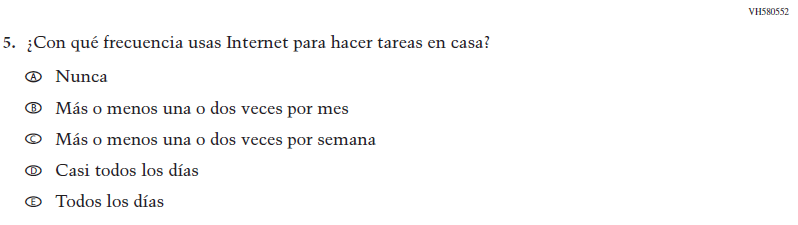 VH580552
5. ¿Con qué frecuencia usas Internet para hacer tareas en casa?
A Nunca
B Más o menos una o dos veces por mes
C Más o menos una o dos veces por semana
D Casi todos los días
E Todos los días